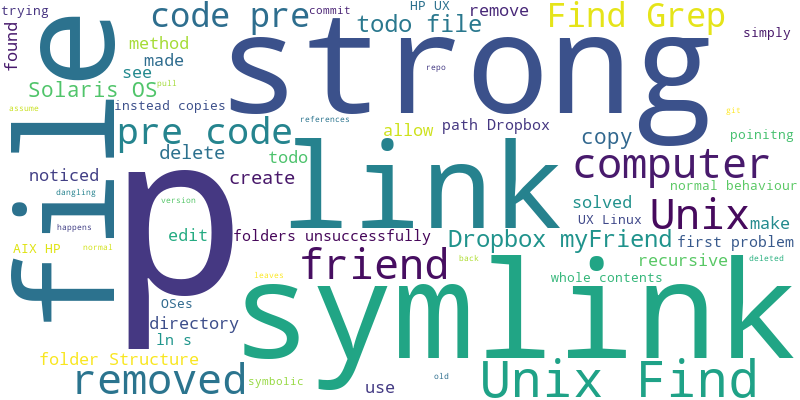 trying
code pre
commit
HP UX
remove
Find Grep
todo file
found
file
method
made
strong
simply
see
Solaris OS
pull
repo
assume
instead copies
references
git
pre code
allow
path Dropbox
poinitng
delete
link
copy
todo
computer
noticed
create
normal behaviour
dangling
p
version
solved
Unix
make
happens
edit
folders unsuccessfully
UX Linux
AIX HP
normal
Dropbox myFriend
first problem
friend
back
recursive
deleted
leaves
symlink
whole contents
OSes
directory
ln s
folder Structure
removed
symbolic
use
old
Unix Find